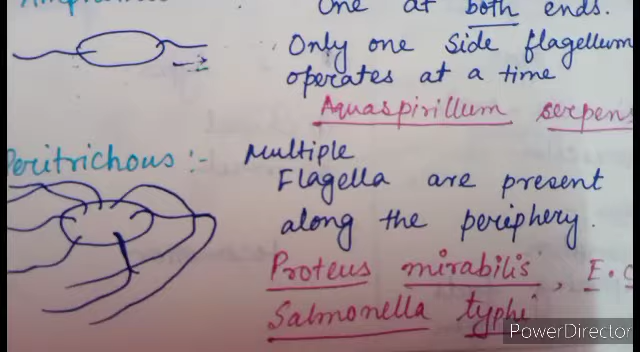 One at both ends.
Only one side flagellum
operates at a time
Aquaspirillum serpens
Peritrichous :- Multiple
Flagella are present
along the periphery.
Proteus mirabilis, E.
Salmonella typhi
PowerDirector